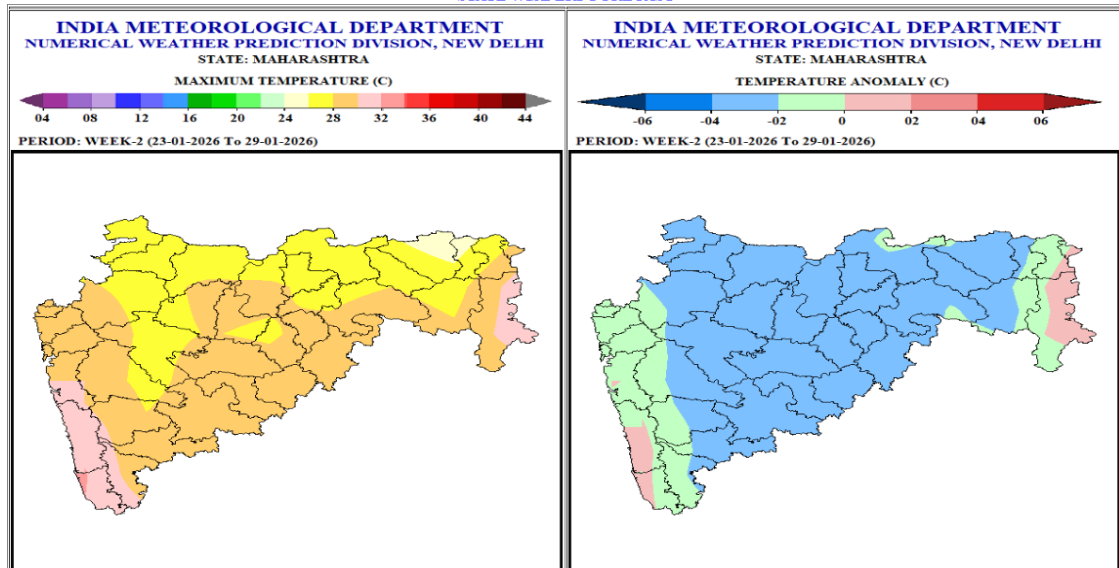 INDIA METEOROLOGICAL DEPARTMENT
NUMERICAL WEATHER PREDICTION DIVISION, NEW DELHI
STATE: MAHARASHTRA
MAXIMUM TEMPERATURE (C)
04 08 12 16 20 24 28 32 36 40 44
PERIOD: WEEK-2 (23-01-2026 To 29-01-2026)
INDIA METEOROLOGICAL DEPARTMENT
NUMERICAL WEATHER PREDICTION DIVISION, NEW DELHI
STATE: MAHARASHTRA
TEMPERATURE ANOMALY (C)
-06 -04 -02 0 02 04 06
PERIOD: WEEK-2 (23-01-2026 To 29-01-2026)